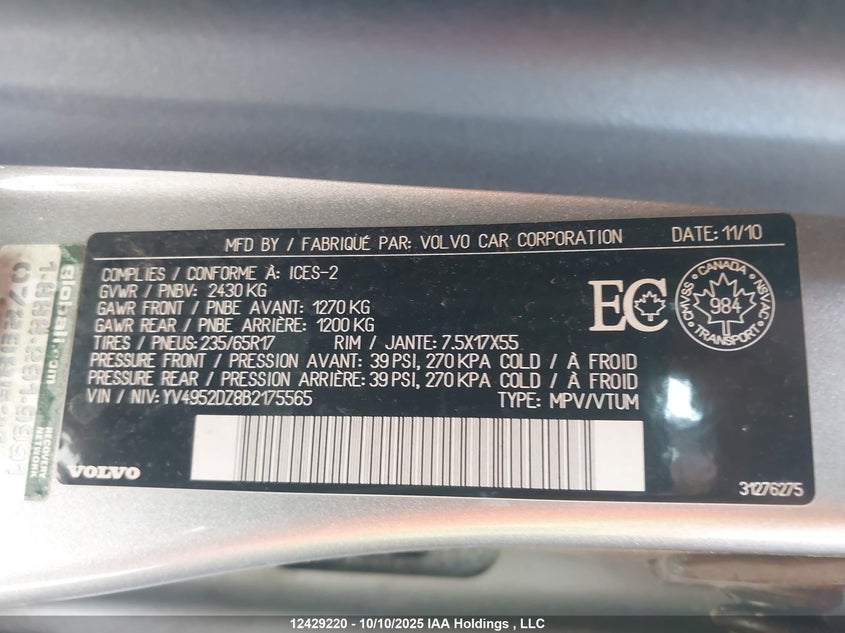 MFD BY / FABRIQUÉ PAR: VOLVO CAR CORPORATION DATE: 11/10
COMPLIES / CONFORME À: ICES-2
GVWR / PNBV: 2430 KG
GAWR FRONT / PNBE AVANT: 1270 KG
GAWR REAR / PNBE ARRIÈRE: 1200 KG
TIRES / PNEUS: 235/65R17 RIM / JANTE: 7.5X17X55
PRESSURE FRONT / PRESSION AVANT: 39 PSI, 270 KPA COLD / À FROID
PRESSURE REAR / PRESSION ARRIÈRE: 39 PSI, 270 KPA COLD / À FROID
VIN / NIV: YV4952DZ8B2175565 TYPE: MPV/VTUM
EC
CANADA
CMVSS 984 NSVAC
TRANSPORT
VOLVO
31276275
RECOVERY
NETWORK
12429220 - 10/10/2025 IAA Holdings , LLC